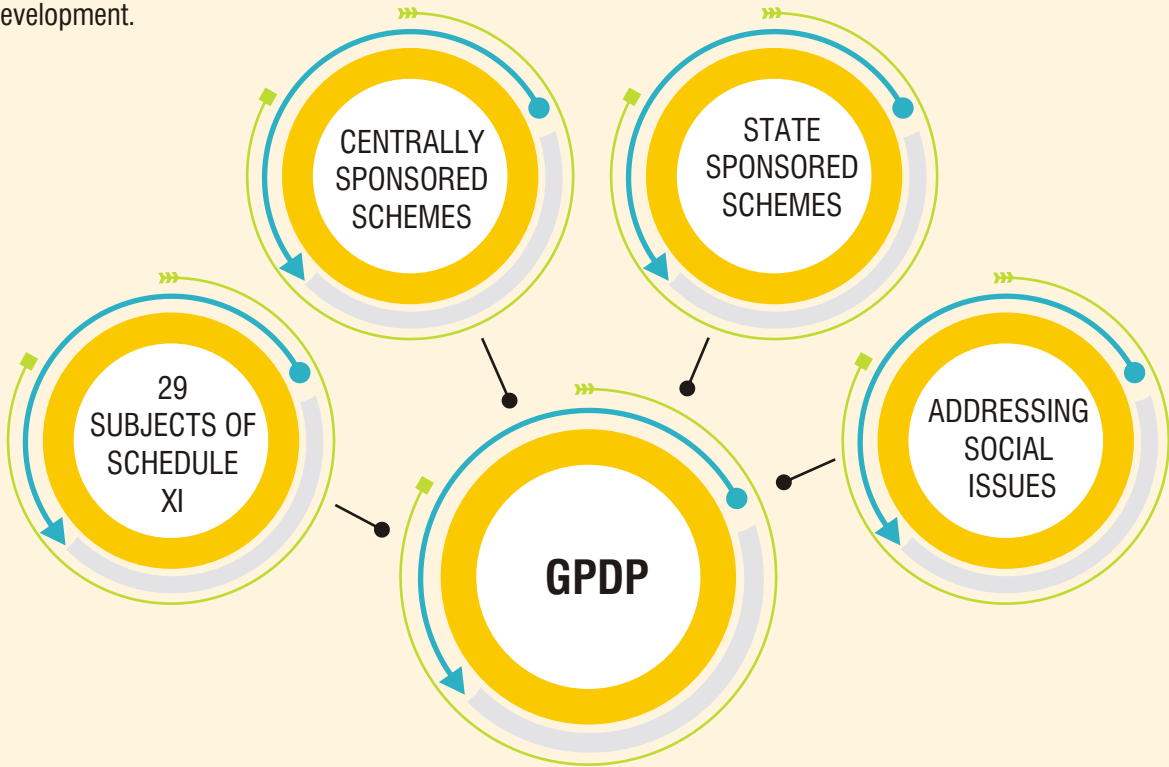 evelopment.
CENTRALLY
SPONSORED
SCHEMES
STATE
SPONSORED
SCHEMES
29
SUBJECTS OF
SCHEDULE
XI
ADDRESSING
SOCIAL
ISSUES
GPDP